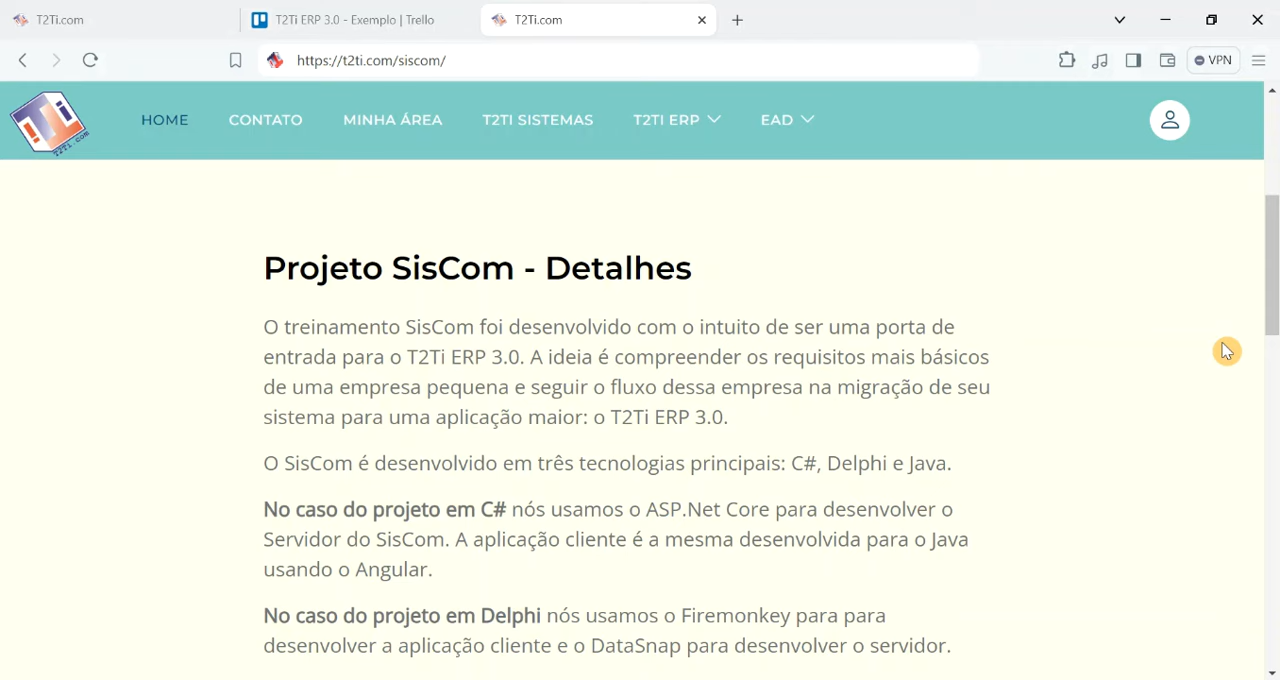 T2Ti.com
T2Ti ERP 3.0 - Exemplo | Trello
T2Ti.com
https://t2ti.com/siscom/
VPN
T2Ti.com
HOME
CONTATO
MINHA ÁREA
T2TI SISTEMAS
T2TI ERP
EAD
Projeto SisCom - Detalhes
O treinamento SisCom foi desenvolvido com o intuito de ser uma porta de
entrada para o T2Ti ERP 3.0. A ideia é compreender os requisitos mais básicos
de uma empresa pequena e seguir o fluxo dessa empresa na migração de seu
sistema para uma aplicação maior: o T2Ti ERP 3.0.
O SisCom é desenvolvido em três tecnologias principais: C#, Delphi e Java.
No caso do projeto em C# nós usamos o ASP.Net Core para desenvolver o
Servidor do SisCom. A aplicação cliente é a mesma desenvolvida para o Java
usando o Angular.
No caso do projeto em Delphi nós usamos o Firemonkey para para
desenvolver a aplicação cliente e o DataSnap para desenvolver o servidor.